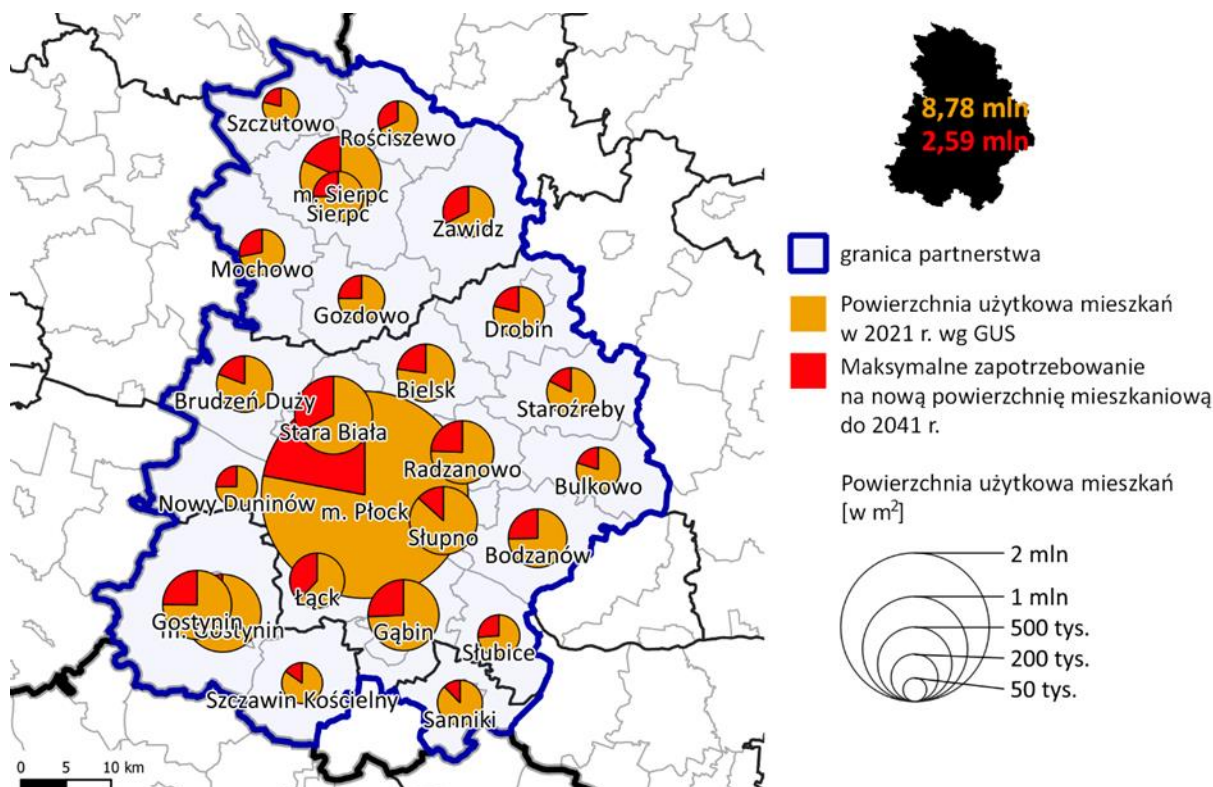 Szczutowo
Rościszewo
m. Sierpc
Sierpc
Zawidz
Mochowo
Gozdowo
Drobin
Bielsk
Brudzeń Duży
Staroźreby
Stara Biała
Radzanowo
Bulkowo
Nowy Duninów
m. Płock
Słupno
Bodzanów
Łąck
Gostynin
m. Gostynin
Gąbin
Słubice
Szczawin Kościelny
Sanniki
0 5 10 km
8,78 mln
2,59 mln
granica partnerstwa
Powierzchnia użytkowa mieszkań
w 2021 r. wg GUS
Maksymalne zapotrzebowanie
na nową powierzchnię mieszkaniową
do 2041 r.
Powierzchnia użytkowa mieszkań
[w m²]
2 mln
1 mln
500 tys.
200 tys.
50 tys.